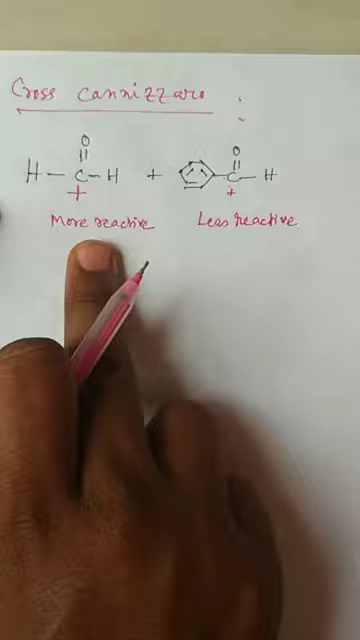 Cross cannizzaro :
O O
H - C - H + C - H
+ +
More reactive Less reactive